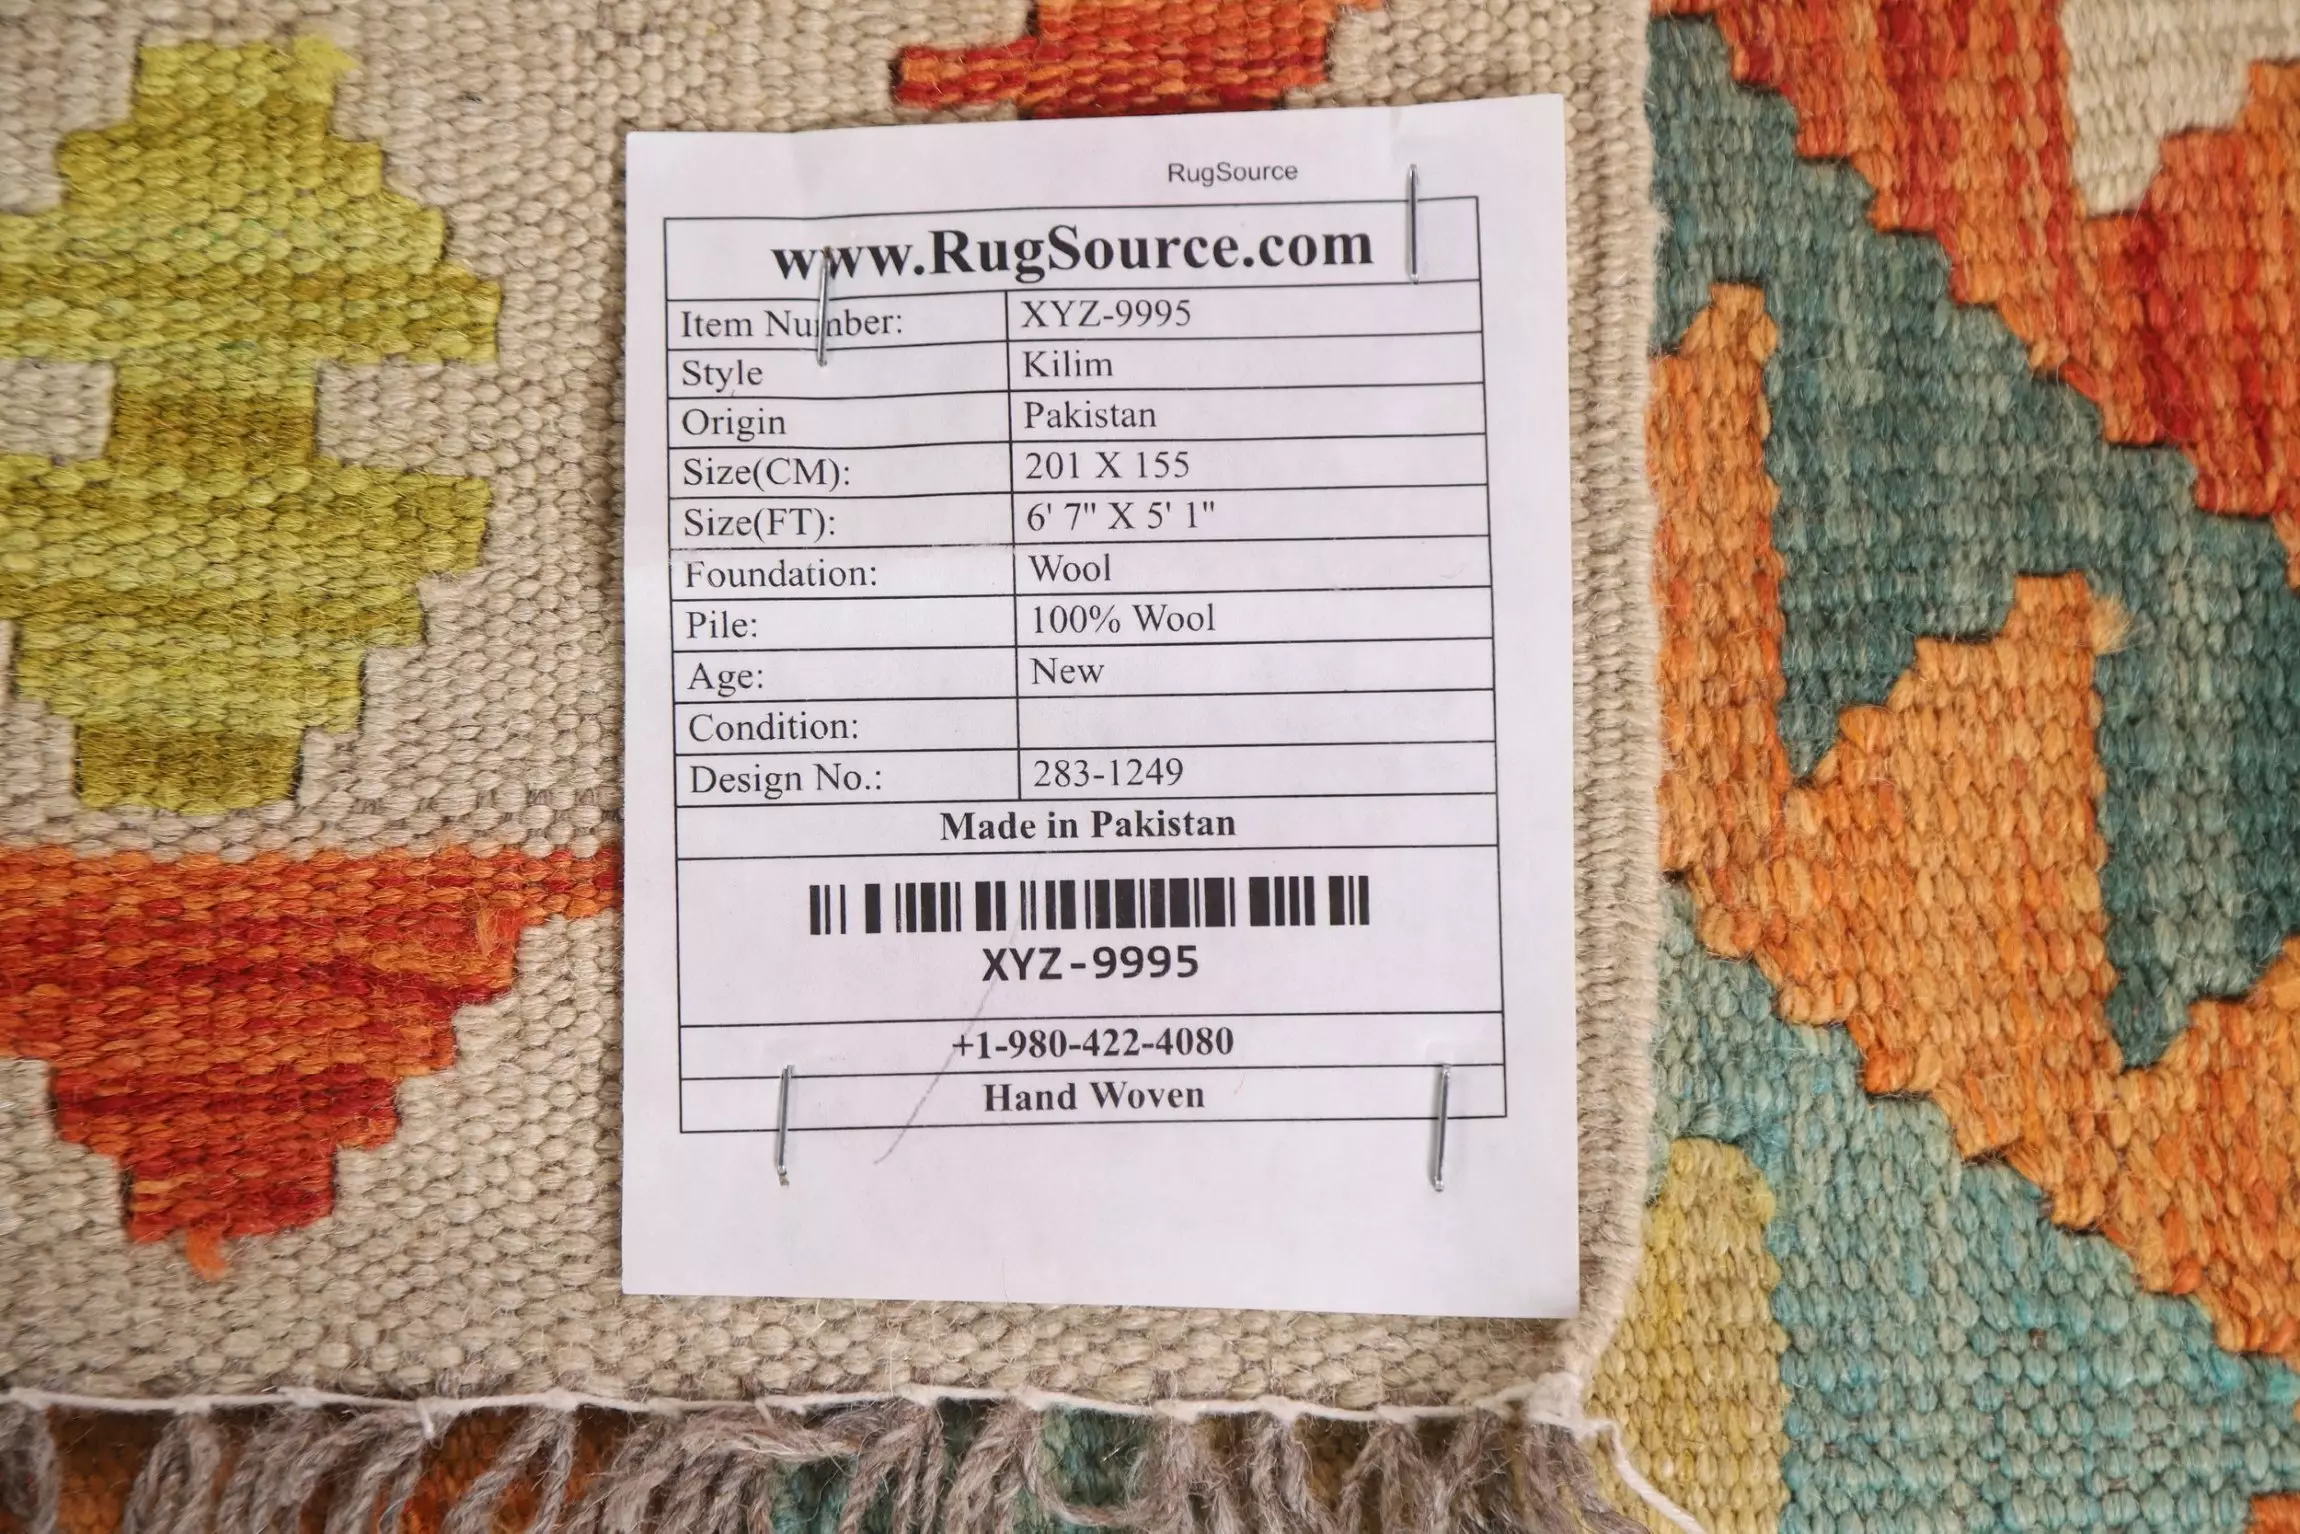 RugSource
www.RugSource.com
Item Number: XYZ-9995
Style Kilim
Origin Pakistan
Size(CM): 201 X 155
Size(FT): 6' 7" X 5' 1"
Foundation: Wool
Pile: 100% Wool
Age: New
Condition:
Design No.: 283-1249
Made in Pakistan
XYZ-9995
+1-980-422-4080
Hand Woven